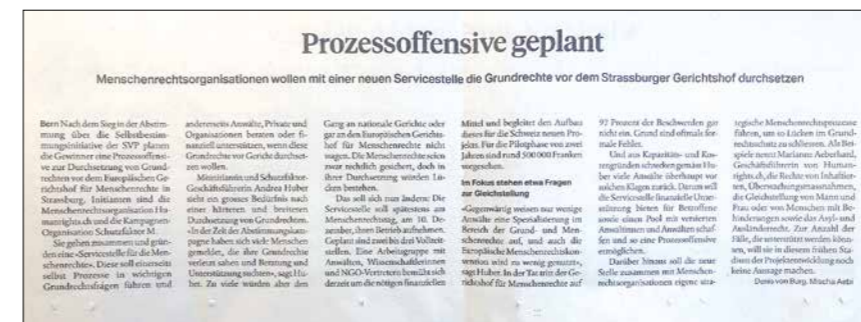 Prozessoffensive geplant
Menschenrechtsorganisationen wollen mit einer neuen Servicestelle die Grundrechte vor dem Strassburger Gerichtshof durchsetzen
Bern Nach dem Sieg in der Abstim-
mung über die Selbstbestim-
mungsinitiative der SVP planen
die Gewinner eine Prozessoffensi-
ve zur Durchsetzung von Grund-
rechten vor dem Europäischen Ge-
richtshof für Menschenrechte in
Strassburg. Initianten sind die
Menschenrechtsorganisation Hu-
manrights.ch und die Kampagnen-
Organisation Schutzfaktor M.
Sie gehen zusammen und grün-
den eine «Servicestelle für die Men-
schenrechte». Diese soll einerseits
selbst Prozesse in wichtigen
Grundrechtsfragen führen und
andererseits Anwälte, Private und
Organisationen beraten oder fi-
nanziell unterstützen, wenn diese
Grundrechte vor Gericht durchset-
zen wollen.
Mitinitiantin und Schutzfaktor-
Geschäftsführerin Andrea Huber
sieht ein grosses Bedürfnis nach
einer härteren und breiteren
Durchsetzung von Grundrechten.
«In der Zeit der Abstimmungskam-
pagne haben sich viele Menschen
gemeldet, die ihre Grundrechte
verletzt sahen und Beratung und
Unterstützung suchten», sagt Hu-
ber. Zu viele würden aber den
Gang an nationale Gerichte oder
gar an den Europäischen Gerichts-
hof für Menschenrechte nicht
wagen. Die Menschenrechte seien
zwar rechtlich gesichert, doch in
ihrer Durchsetzung würden Lü-
cken bestehen.
Das soll sich nun ändern: Die
Servicestelle soll spätestens am
Menschenrechtstag, am 10. De-
zember, ihren Betrieb aufnehmen.
Geplant sind zwei bis drei Vollzeit-
stellen. Eine Arbeitsgruppe mit
Anwälten, Wissenschaftlerinnen
und NGO-Vertretern bemüht sich
derzeit um die nötigen finanziellen
Mittel und begleitet den Aufbau
dieses für die Schweiz neuen Pro-
jekts. Für die Pilotphase von zwei
Jahren sind rund 500 000 Franken
vorgesehen.
Im Fokus stehen etwa Fragen
zur Gleichstellung
«Gegenwärtig weisen nur wenige
Anwälte eine Spezialisierung im
Bereich der Grund- und Men-
schenrechte auf, und auch die
Europäische Menschenrechtskon-
vention wird zu wenig genutzt»,
sagt Huber. In der Tat tritt der Ge-
richtshof für Menschenrechte auf
97 Prozent der Beschwerden gar
nicht ein. Grund sind oftmals for-
male Fehler.
Und aus Kapazitäts- und Kos-
tengründen schrecken gemäss Hu-
ber viele Anwälte überhaupt vor
solchen Klagen zurück. Darum will
die Servicestelle finanzielle Unter-
stützung bieten für Betroffene
sowie einen Pool mit versierten
Anwältinnen und Anwälten schaf-
fen und so eine Prozessoffensive
ermöglichen.
Darüber hinaus soll die neue
Stelle zusammen mit Menschen-
rechtsorganisationen eigene stra-
tegische Menschenrechtsprozesse
führen, um so Lücken im Grund-
rechtsschutz zu schliessen. Als Bei-
spiele nennt Marianne Aeberhard,
Geschäftsführerin von Human-
rights.ch, die Rechte von Inhaftier-
ten, Überwachungsmassnahmen,
die Gleichstellung von Mann und
Frau oder von Menschen mit Be-
hinderungen sowie das Asyl- und
Ausländerrecht. Zur Anzahl der
Fälle, die unterstützt werden kön-
nen, will sie in diesem frühen Sta-
dium der Projektentwicklung noch
keine Aussage machen.
Denis von Burg, Mischa Aebi